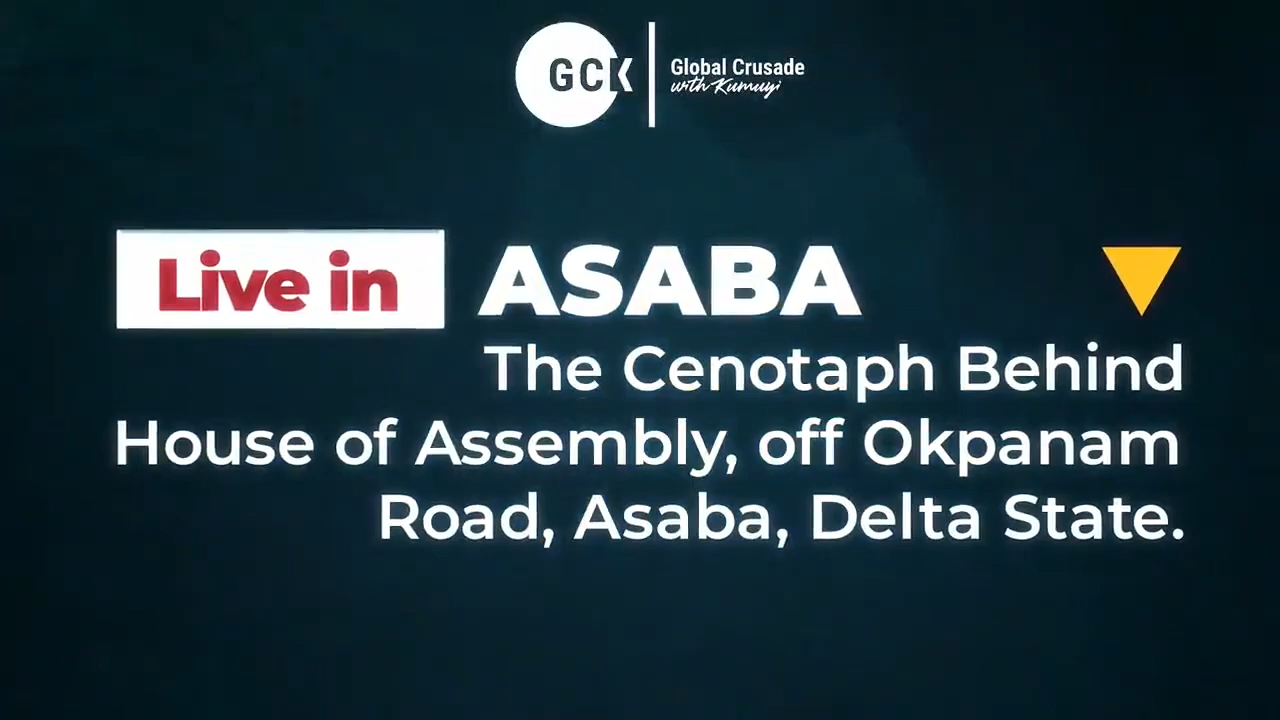 GCK
Global Crusade
with Kumuyi
Live in ASABA
The Cenotaph Behind
House of Assembly, off Okpanam
Road, Asaba, Delta State.